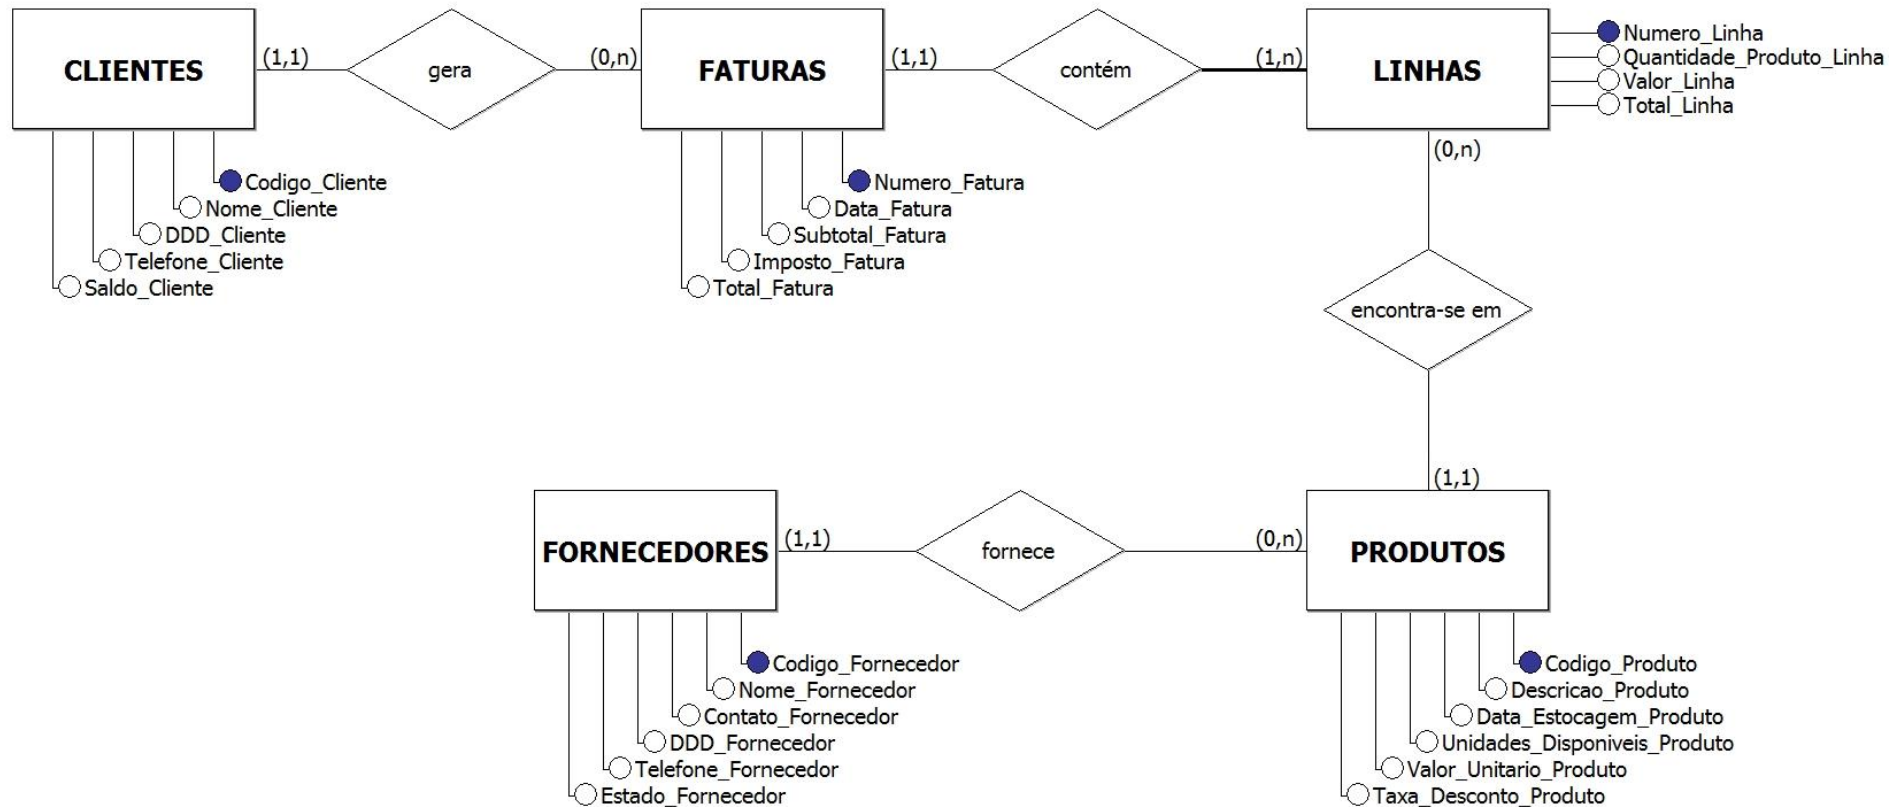 CLIENTES
(1,1)
gera
(0,n)
FATURAS
(1,1)
contém
(1,n)
LINHAS
Numero_Linha
Quantidade_Produto_Linha
Valor_Linha
Total_Linha
Codigo_Cliente
Nome_Cliente
DDD_Cliente
Telefone_Cliente
Saldo_Cliente
Numero_Fatura
Data_Fatura
Subtotal_Fatura
Imposto_Fatura
Total_Fatura
(0,n)
encontra-se em
(1,1)
FORNECEDORES
(1,1)
fornece
(0,n)
PRODUTOS
Codigo_Fornecedor
Nome_Fornecedor
Contato_Fornecedor
DDD_Fornecedor
Telefone_Fornecedor
Estado_Fornecedor
Codigo_Produto
Descricao_Produto
Data_Estocagem_Produto
Unidades_Disponiveis_Produto
Valor_Unitario_Produto
Taxa_Desconto_Produto